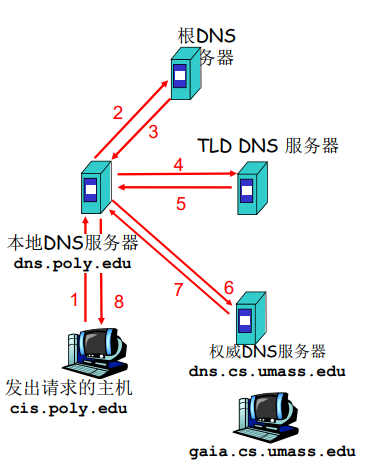 根DNS
务器
2
3
TLD DNS 服务器
4
5
本地DNS服务器
dns.poly.edu
6
7
1
8
权威DNS服务器
dns.cs.umass.edu
发出请求的主机
cis.poly.edu
gaia.cs.umass.edu